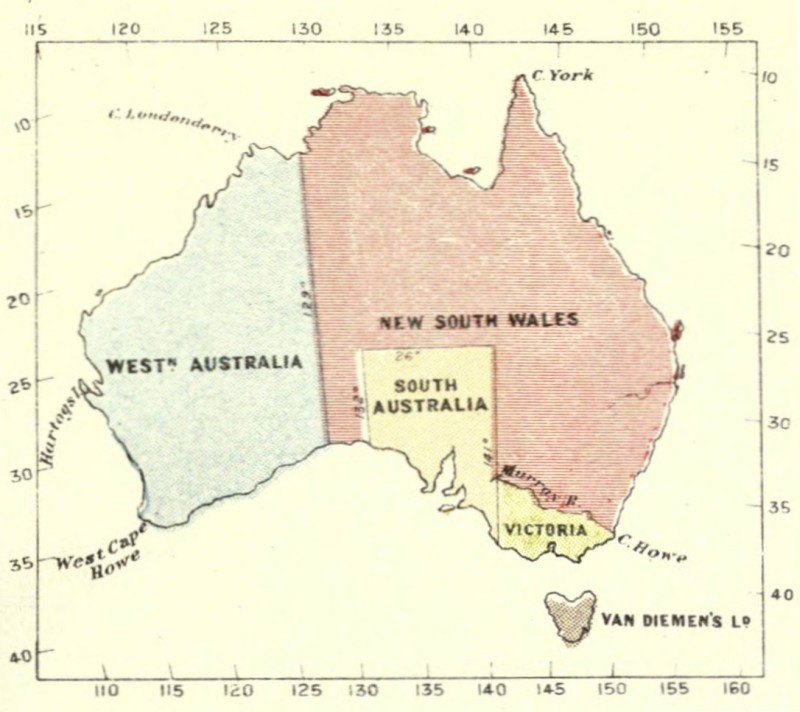 115 120 125 130 135 140 145 150 155
C. York
10
C. Londonderry
10
15
15
20
129°
20
NEW SOUTH WALES
25
26°
WESTN AUSTRALIA
SOUTH
AUSTRALIA
25
Hartogs I.
132°
30
141°
Murray R.
30
35
VICTORIA
C. Howe
West Cape
Howe
35
40
VAN DIEMEN'S LD
40
110 115 120 125 130 135 140 145 150 155 160